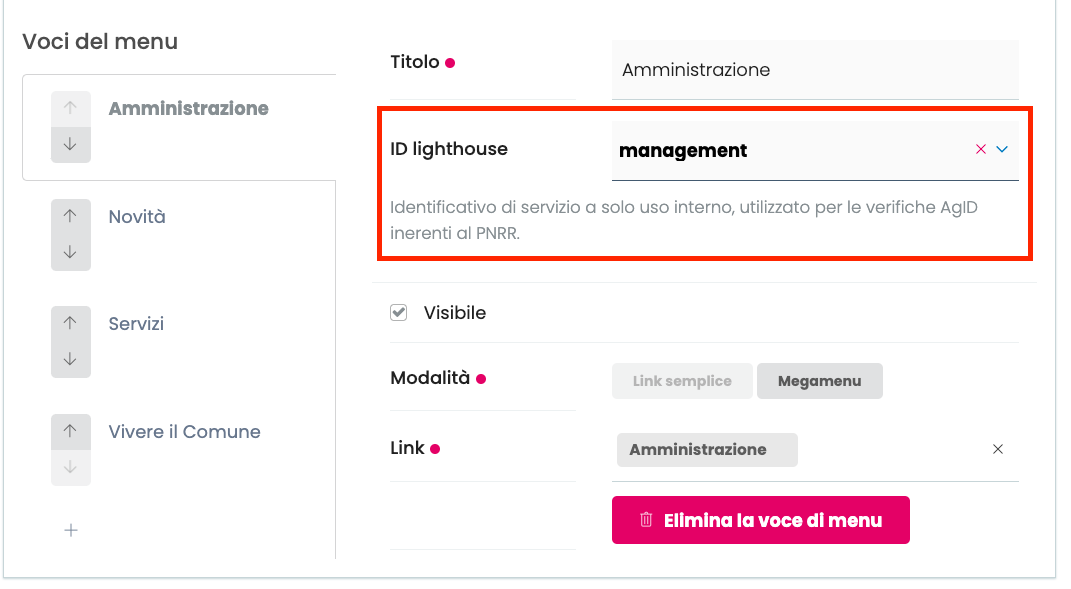 Voci del menu
Amministrazione
Novità
Servizi
Vivere il Comune
Titolo
Amministrazione
ID lighthouse
management
Identificativo di servizio a solo uso interno, utilizzato per le verifiche AgID
inerenti al PNRR.
Visibile
Modalità
Link semplice
Megamenu
Link
Amministrazione
Elimina la voce di menu